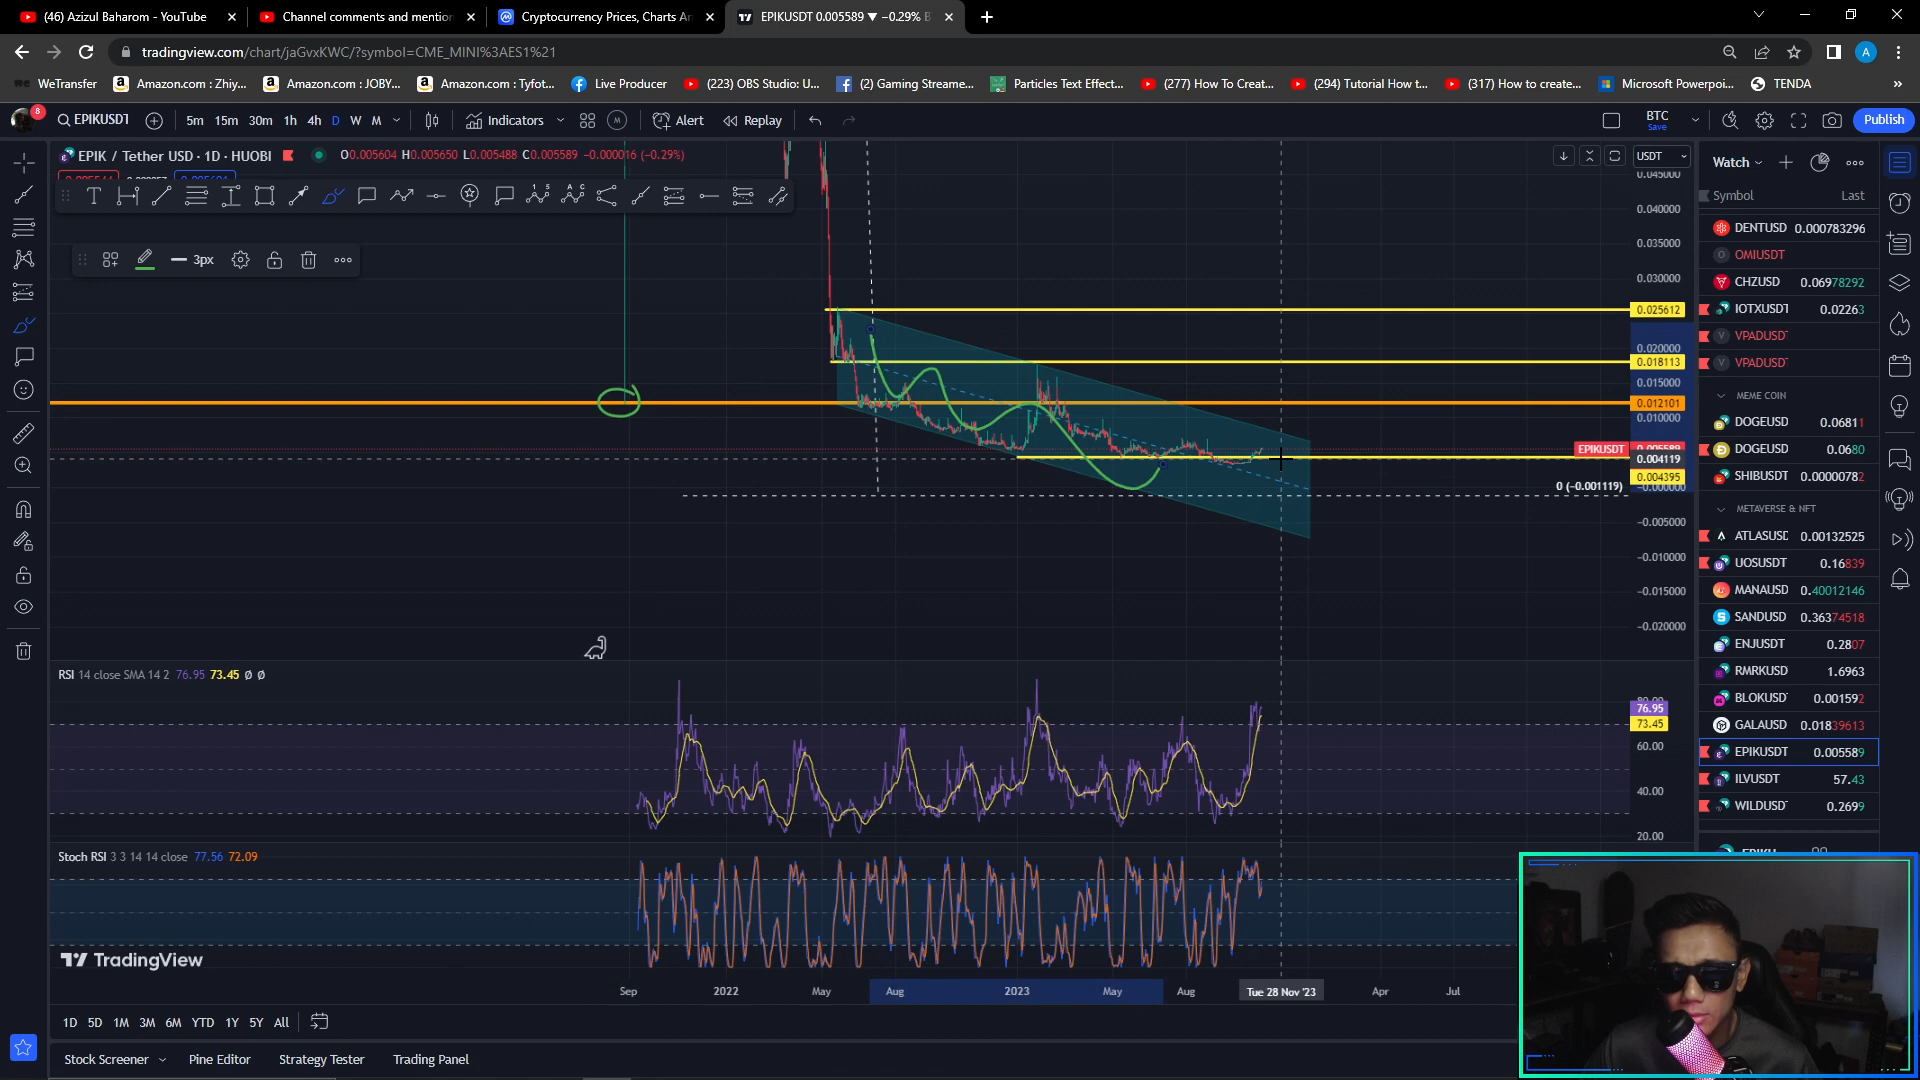 (46) Azizul Baharom - YouTube
Channel comments and mention
Cryptocurrency Prices, Charts An
EPIKUSDT 0.005589 ▼ −0.29% B
tradingview.com/chart/jaGvxKWC/?symbol=CME_MINI%3AES1%21
A
WeTransfer
Amazon.com : Zhiy...
Amazon.com : JOBY...
Amazon.com : Tyfot...
Live Producer
(223) OBS Studio: U...
(2) Gaming Streame...
Particles Text Effect...
(277) How To Creat...
(294) Tutorial How t...
(317) How to create...
Microsoft Powerpoi...
TENDA
»
8
EPIKUSDT
5m 15m 30m 1h 4h D W M
Indicators
Alert
Replay
BTC
Save
Publish
EPIK / Tether USD · 1D · HUOBI
O0.005604 H0.005650 L0.005488 C0.005589 −0.000016 (−0.29%)
USDT
3px
0.045000
0.040000
0.035000
0.030000
0.025612
0.020000
0.018113
0.015000
0.012101
0.010000
EPIKUSDT
0.004119
0.004395
0 (−0.001119)
−0.005000
−0.010000
−0.015000
−0.020000
RSI 14 close SMA 14 2 76.95 73.45 Ø Ø
76.95
73.45
60.00
40.00
20.00
Stoch RSI 3 3 14 14 close 77.56 72.09
TradingView
Sep 2022 May Aug 2023 May Aug Tue 28 Nov '23 Apr Jul
1D 5D 1M 3M 6M YTD 1Y 5Y All
Stock Screener
Pine Editor
Strategy Tester
Trading Panel
Watch
Symbol Last
DENTUSD 0.000783296
OMIUSDT
CHZUSD 0.06978292
IOTXUSDT 0.02263
VPADUSDT
VPADUSDT
MEME COIN
DOGEUSD 0.06811
DOGEUSD 0.0680
SHIBUSDT 0.00000782
METAVERSE & NFT
ATLASUSD 0.00132525
UOSUSDT 0.16839
MANAUSD 0.40012146
SANDUSD 0.36374518
ENJUSDT 0.2807
RMRKUSD 1.6963
BLOKUSD 0.001592
GALAUSD 0.01839613
EPIKUSDT 0.005589
ILVUSDT 57.43
WILDUSD 0.2699